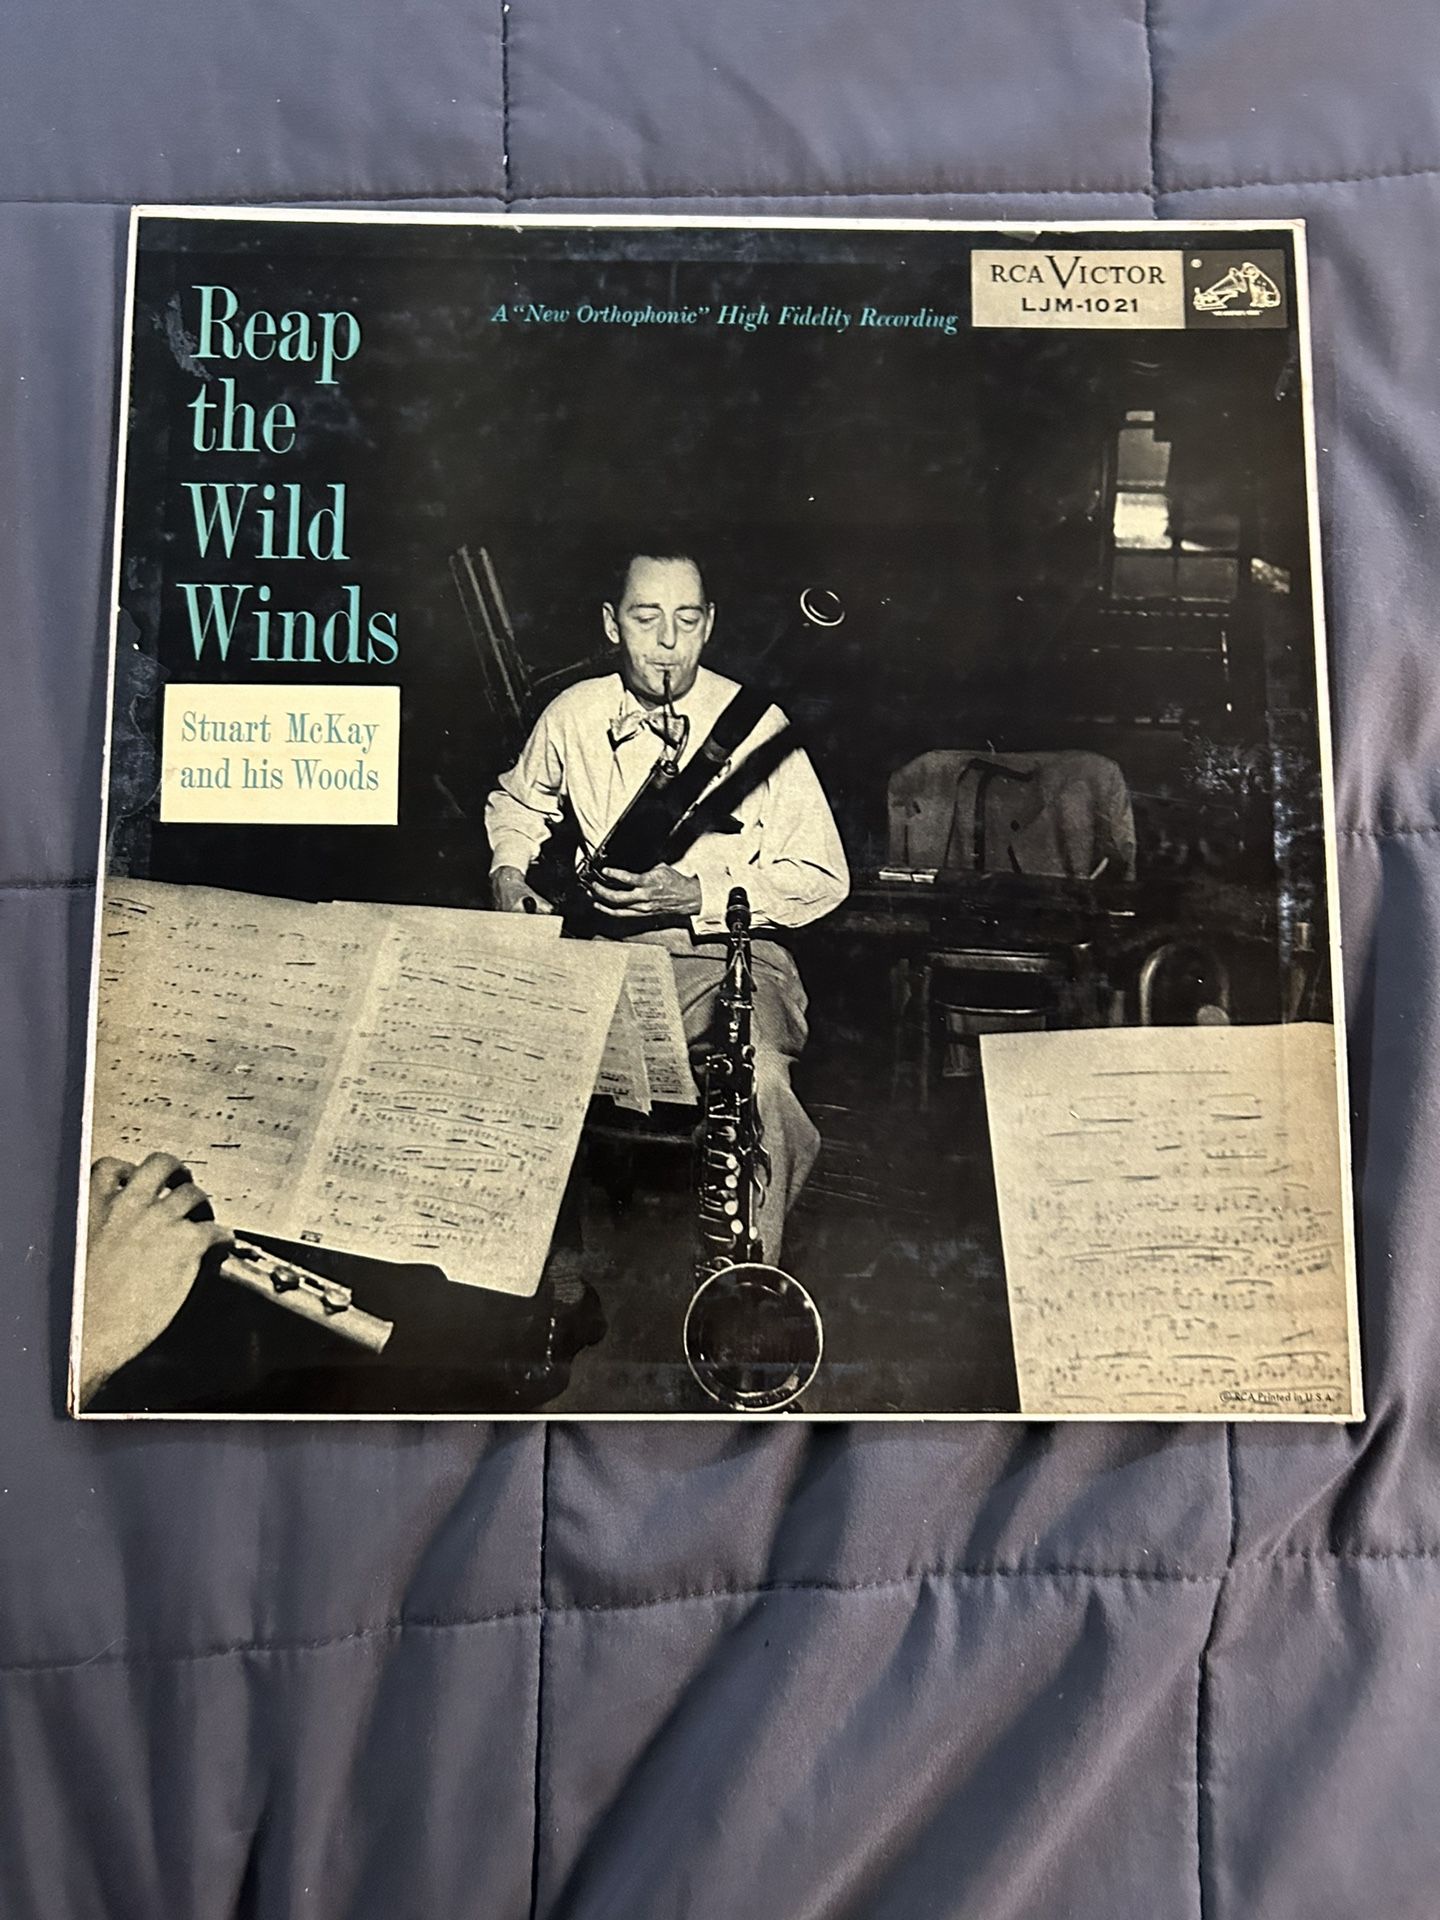 Reap
the
Wild
Winds
A "New Orthophonic" High Fidelity Recording
RCA VICTOR
LJM-1021
Stuart McKay
and his Woods
© RCA Printed in U.S.A.